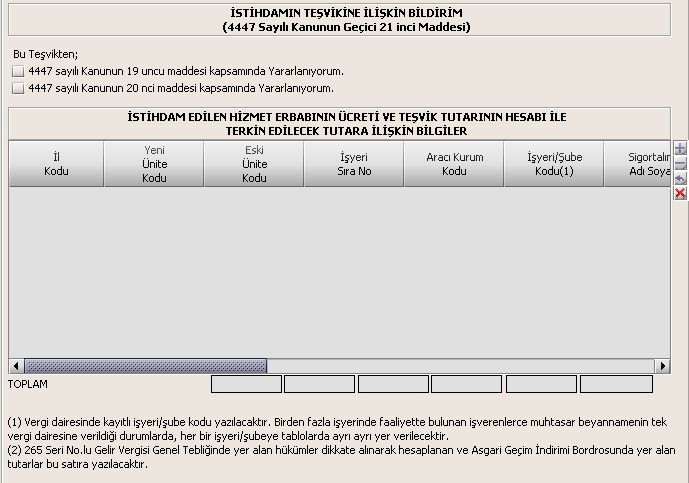 İSTİHDAMIN TEŞVİKİNE İLİŞKİN BİLDİRİM
(4447 Sayılı Kanunun Geçici 21 inci Maddesi)
Bu Teşvikten;
4447 sayılı Kanunun 19 uncu maddesi kapsamında Yararlanıyorum.
4447 sayılı Kanunun 20 nci maddesi kapsamında Yararlanıyorum.
İSTİHDAM EDİLEN HİZMET ERBABININ ÜCRETİ VE TEŞVİK TUTARININ HESABI İLE
TERKİN EDİLECEK TUTARA İLİŞKİN BİLGİLER
İl
Kodu
Yeni
Ünite
Kodu
Eski
Ünite
Kodu
İşyeri
Sıra No
Aracı Kurum
Kodu
İşyeri/Şube
Kodu(1)
Sigortalır
Adı Soya
TOPLAM
(1) Vergi dairesinde kayıtlı işyeri/şube kodu yazılacaktır. Birden fazla işyerinde faaliyette bulunan işverenlerce muhtasar beyannamenin tek
vergi dairesine verildiği durumlarda, her bir işyeri/şubeye tablolarda ayrı ayrı yer verilecektir.
(2) 265 Seri No.lu Gelir Vergisi Genel Tebliğinde yer alan hükümler dikkate alınarak hesaplanan ve Asgari Geçim İndirimi Bordrosunda yer alan
tutarlar bu satıra yazılacaktır.